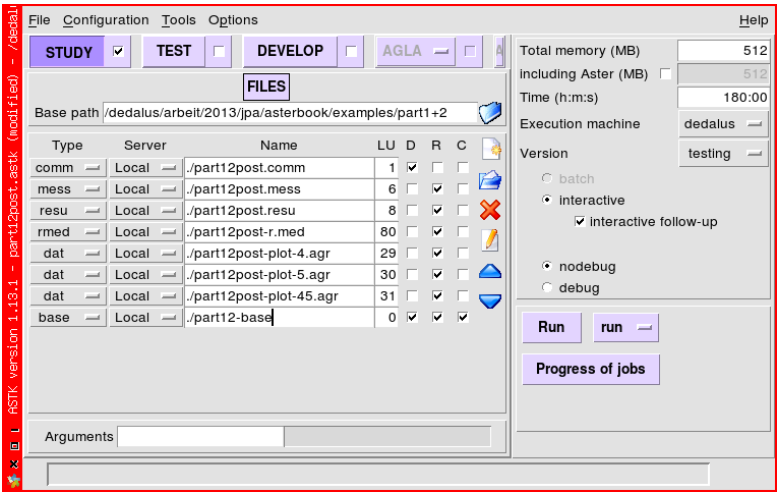 File Configuration Tools Options Help
STUDY TEST DEVELOP AGLA A
FILES
Base path /dedalus/arbeit/2013/jpa/asterbook/examples/part1+2
Type Server Name LU D R C
comm Local ./part12post.comm 1
mess Local ./part12post.mess 6
resu Local ./part12post.resu 8
rmed Local ./part12post-r.med 80
dat Local ./part12post-plot-4.agr 29
dat Local ./part12post-plot-5.agr 30
dat Local ./part12post-plot-45.agr 31
base Local ./part12-base 0
Arguments
Total memory (MB) 512
including Aster (MB) 512
Time (h:m:s) 180:00
Execution machine dedalus
Version testing
batch
interactive
interactive follow-up
nodebug
debug
Run run
Progress of jobs
ASTK version 1.13.1 - part12post.astk (modified) - /dedalu